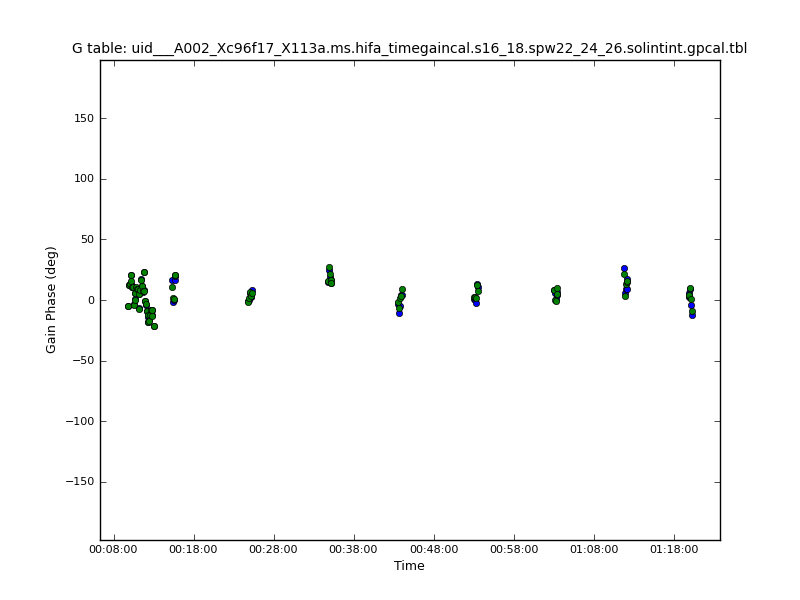 G table: uid___A002_Xc96f17_X113a.ms.hifa_timegaincal.s16_18.spw22_24_26.solintint.gpcal.tbl
Gain Phase (deg)
150
100
50
0
−50
−100
−150
00:08:00 00:18:00 00:28:00 00:38:00 00:48:00 00:58:00 01:08:00 01:18:00
Time